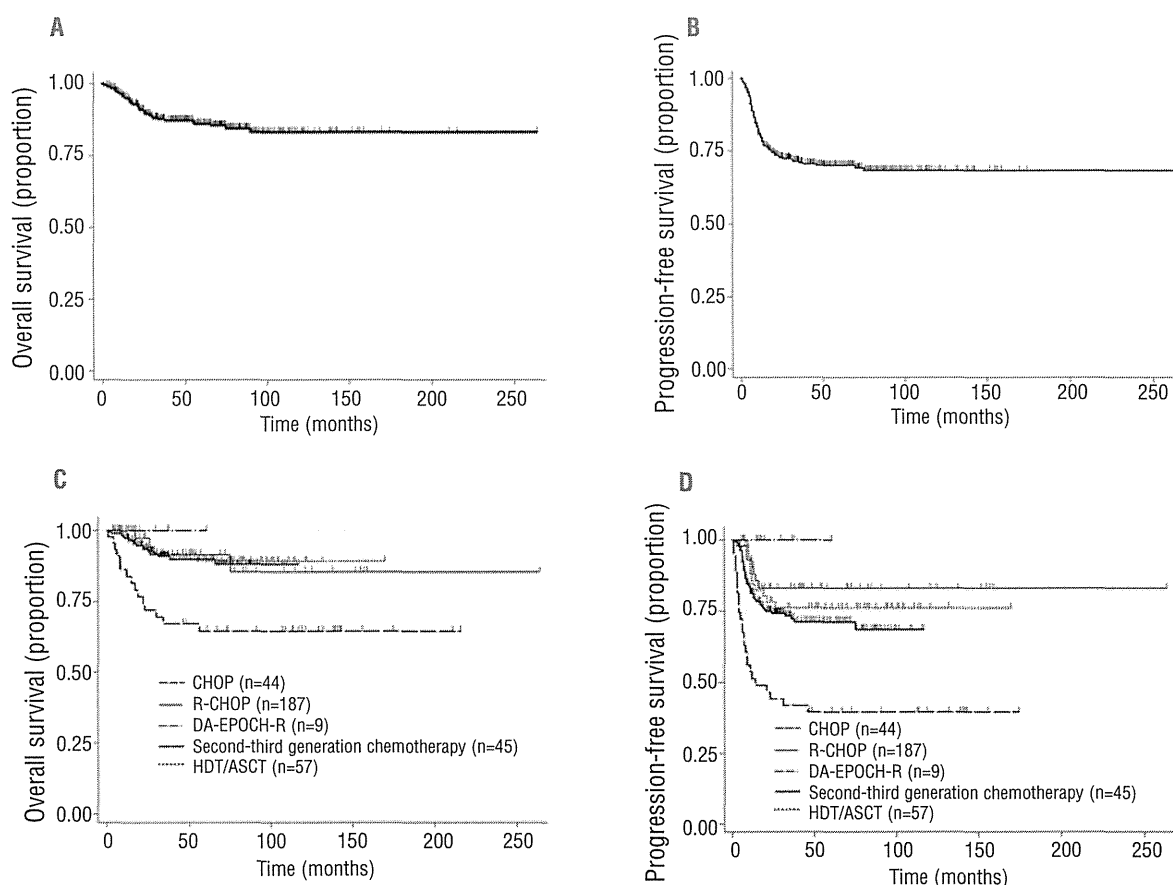 A
Overall survival (proportion)
1.00
0.75
0.50
0.25
0.00
0 50 100 150 200 250
Time (months)
B
Progression-free survival (proportion)
1.00
0.75
0.50
0.25
0.00
0 50 100 150 200 250
Time (months)
C
Overall survival (proportion)
1.00
0.75
0.50
0.25
0.00
CHOP (n=44)
R-CHOP (n=187)
DA-EPOCH-R (n=9)
Second-third generation chemotherapy (n=45)
HDT/ASCT (n=57)
0 50 100 150 200 250
Time (months)
D
Progression-free survival (proportion)
1.00
0.75
0.50
0.25
0.00
CHOP (n=44)
R-CHOP (n=187)
DA-EPOCH-R (n=9)
Second-third generation chemotherapy (n=45)
HDT/ASCT (n=57)
0 50 100 150 200 250
Time (months)